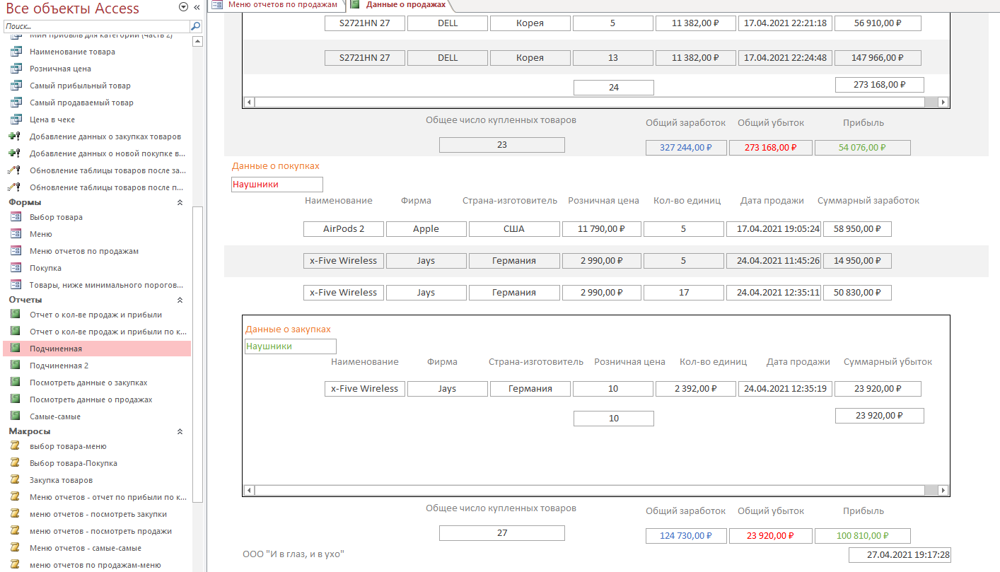 Все объекты Access
Поиск...
Мин прибыль для категории (часть 2)
Наименование товара
Розничная цена
Самый прибыльный товар
Самый продаваемый товар
Цена в чеке
Добавление данных о закупках товаров
Добавление данных о новой покупке в...
Обновление таблицы товаров после за...
Обновление таблицы товаров после п...
Формы
Выбор товара
Меню
Меню отчетов по продажам
Покупка
Товары, ниже минимального порогов...
Отчеты
Отчет о кол-ве продаж и прибыли
Отчет о кол-ве продаж и прибыли по к...
Подчиненная
Подчиненная 2
Посмотреть данные о закупках
Посмотреть данные о продажах
Самые-самые
Макросы
выбор товара-меню
Выбор товара-Покупка
Закупка товаров
Меню отчетов - отчет по прибыли по к...
меню отчетов - посмотреть закупки
меню отчетов - посмотреть продажи
Меню отчетов - самые-самые
меню отчетов по продажам-меню
Меню отчетов по продажам Данные о продажах
S2721HN 27 DELL Корея 5 11 382,00 ₽ 17.04.2021 22:21:18 56 910,00 ₽
S2721HN 27 DELL Корея 13 11 382,00 ₽ 17.04.2021 22:24:48 147 966,00 ₽
24 273 168,00 ₽
Общее число купленных товаров Общий заработок Общий убыток Прибыль
23 327 244,00 ₽ 273 168,00 ₽ 54 076,00 ₽
Данные о покупках
Наушники
Наименование Фирма Страна-изготовитель Розничная цена Кол-во единиц Дата продажи Суммарный заработок
AirPods 2 Apple США 11 790,00 ₽ 5 17.04.2021 19:05:24 58 950,00 ₽
x-Five Wireless Jays Германия 2 990,00 ₽ 5 24.04.2021 11:45:26 14 950,00 ₽
x-Five Wireless Jays Германия 2 990,00 ₽ 17 24.04.2021 12:35:11 50 830,00 ₽
Данные о закупках
Наушники
Наименование Фирма Страна-изготовитель Розничная цена Кол-во единиц Дата продажи Суммарный убыток
x-Five Wireless Jays Германия 10 2 392,00 ₽ 24.04.2021 12:35:19 23 920,00 ₽
10 23 920,00 ₽
Общее число купленных товаров Общий заработок Общий убыток Прибыль
27 124 730,00 ₽ 23 920,00 ₽ 100 810,00 ₽
ООО "И в глаз, и в ухо" 27.04.2021 19:17:28